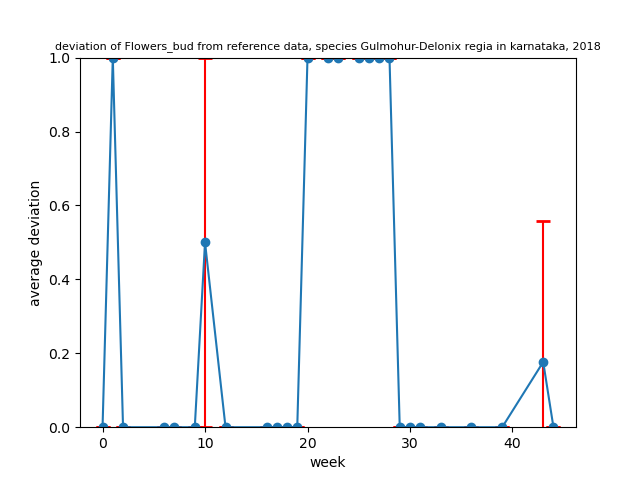 deviation of Flowers_bud from reference data, species Gulmohur-Delonix regia in karnataka, 2018
1.0
0.8
0.6
0.4
0.2
0.0
average deviation
0 10 20 30 40
week